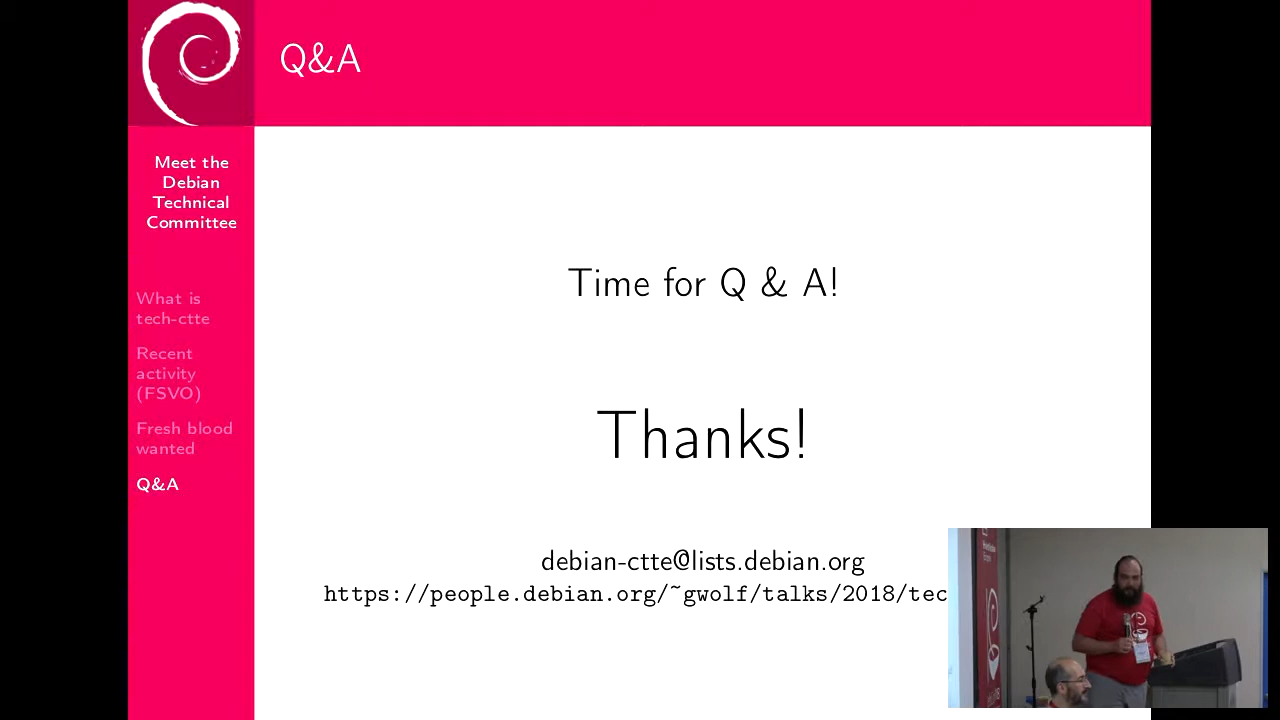 Q&A
Meet the
Debian
Technical
Committee
What is
tech-ctte
Recent
activity
(FSVO)
Fresh blood
wanted
Q&A
Time for Q & A!
Thanks!
debian-ctte@lists.debian.org
https://people.debian.org/~gwolf/talks/2018/tec